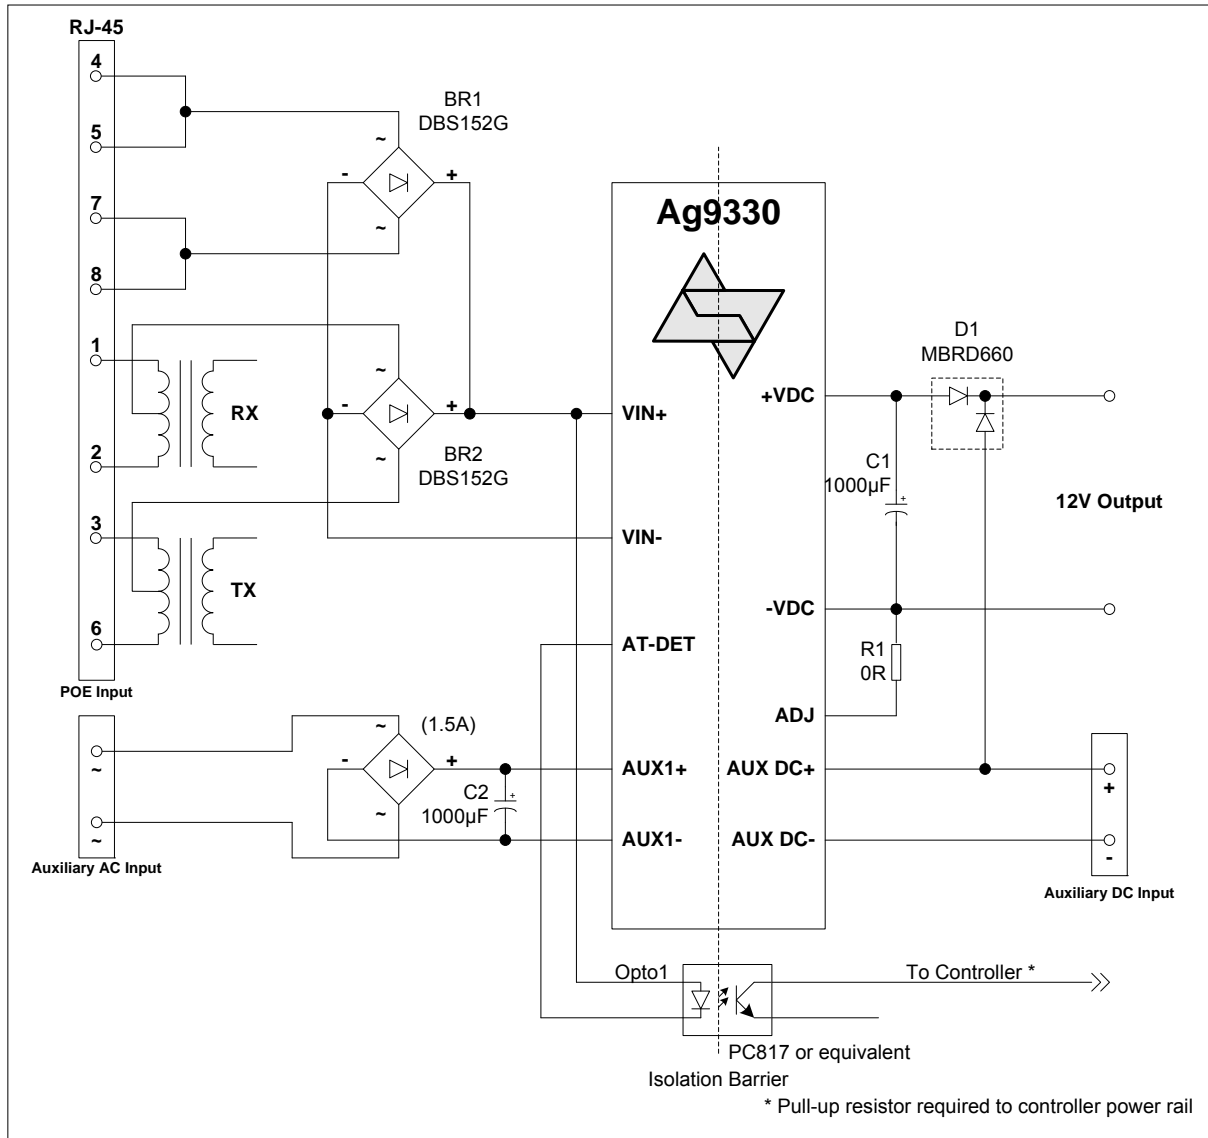 RJ-45
4
5
7
8
1
2
3
6
POE Input
BR1
DBS152G
~
-
+
~
RX
~
-
+
~
BR2
DBS152G
TX
Ag9330
VIN+
VIN-
AT-DET
AUX1+
AUX1-
+VDC
-VDC
ADJ
AUX DC+
AUX DC-
D1
MBRD660
C1
1000µF
+
12V Output
R1
0R
~
~
Auxiliary AC Input
~
(1.5A)
-
+
~
C2
1000µF
+
+
-
Auxiliary DC Input
Opto1
To Controller *
PC817 or equivalent
Isolation Barrier
* Pull-up resistor required to controller power rail